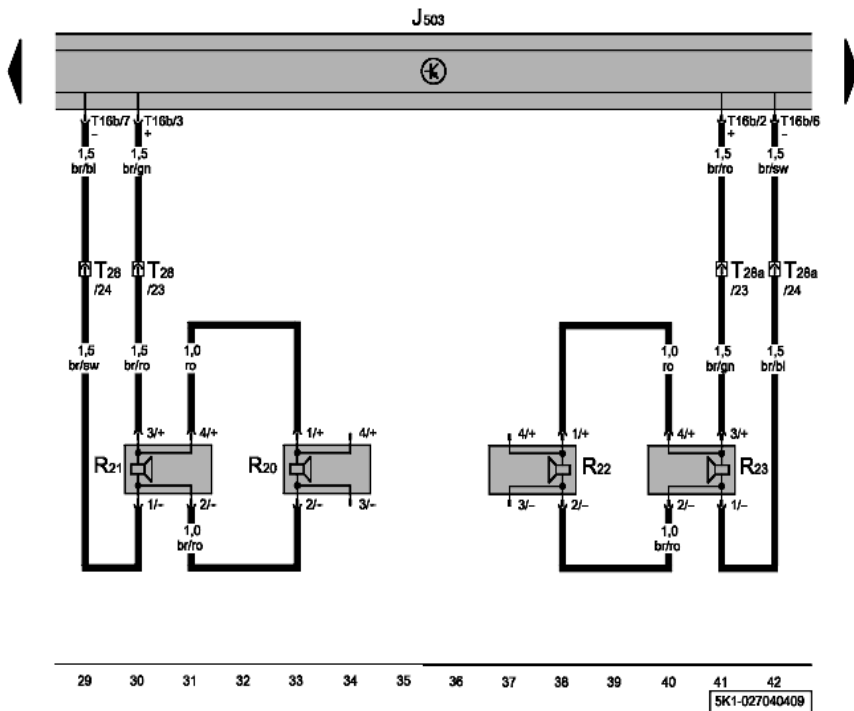 J503
T16b/7 T16b/3 T16b/2 T16b/6
- + + -
1,5 1,5 1,5 1,5
br/bl br/gn br/ro br/sw
T28 T28 T28a T28a
/24 /23 /23 /24
1,5 1,5 1,0 1,0 1,5 1,5
br/sw br/ro ro ro br/gn br/bl
3/+ 4/+ 1/+ 4/+ 4/+ 1/+ 4/+ 3/+
R21 R20 R22 R23
1/- 2/- 2/- 3/- 3/- 2/- 2/- 1/-
1,0 1,0
br/ro br/ro
29 30 31 32 33 34 35 36 37 38 39 40 41 42
5K1-027040409